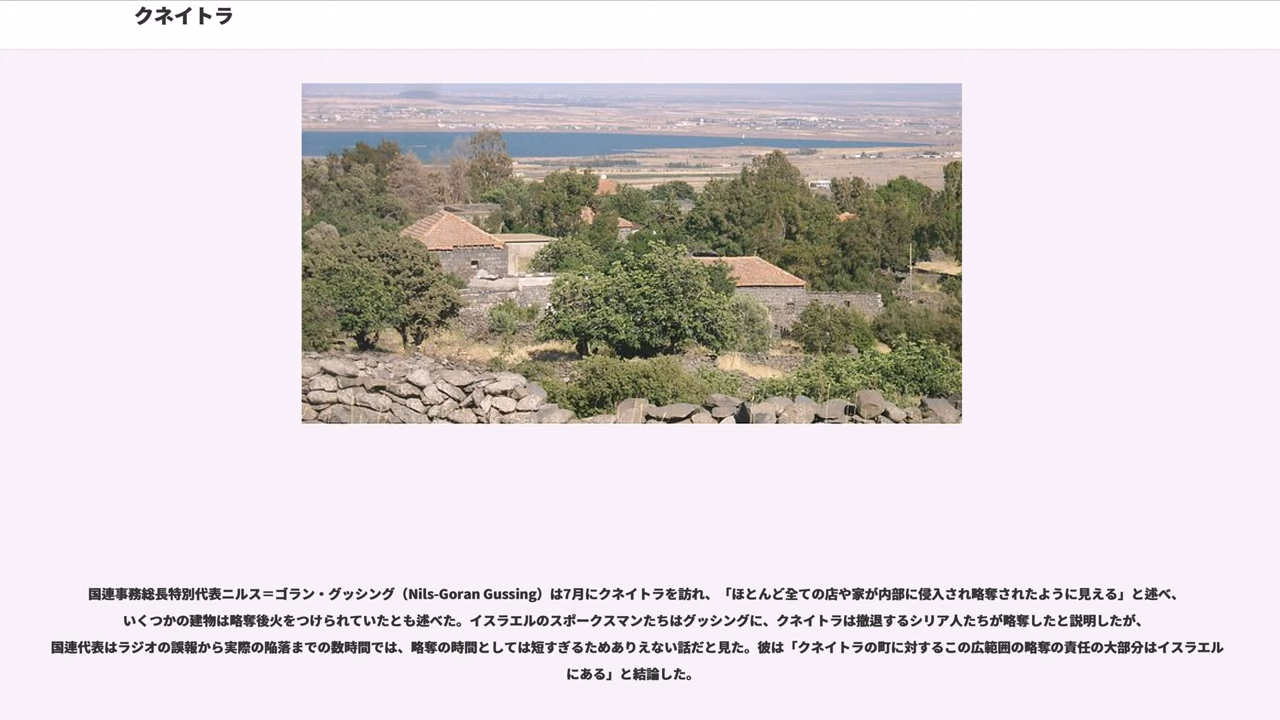 クネイトラ
国連事務総長特別代表ニルス＝ゴラン・グッシング（Nils-Goran Gussing）は7月にクネイトラを訪れ、「ほとんど全ての店や家が内部に侵入され略奪されたように見える」と述べ、
いくつかの建物は略奪後火をつけられていたとも述べた。イスラエルのスポークスマンたちはグッシングに、クネイトラは撤退するシリア人たちが略奪したと説明したが、
国連代表はラジオの誤報から実際の陥落までの数時間では、略奪の時間としては短すぎるためありえない話だと見た。彼は「クネイトラの町に対するこの広範囲の略奪の責任の大部分はイスラエル
にある」と結論した。